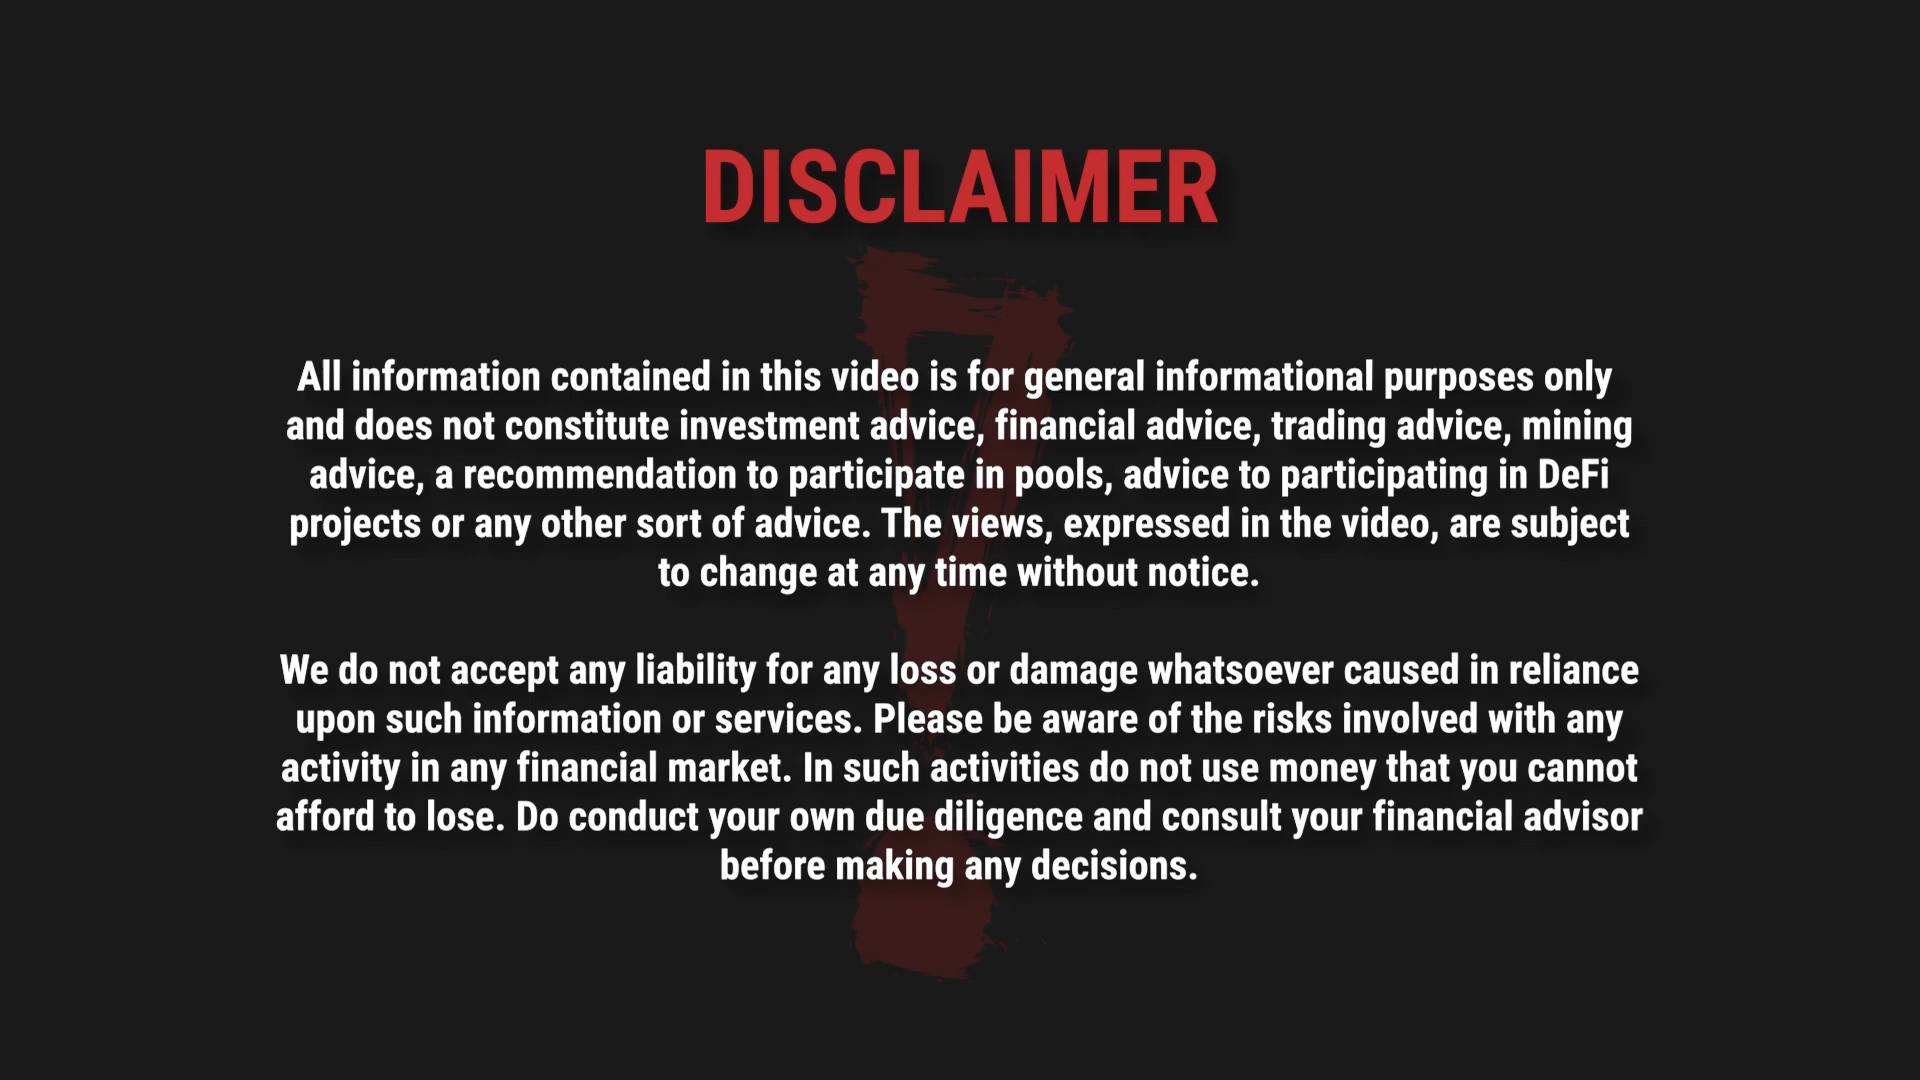 DISCLAIMER
All information contained in this video is for general informational purposes only
and does not constitute investment advice, financial advice, trading advice, mining
advice, a recommendation to participate in pools, advice to participating in DeFi
projects or any other sort of advice. The views, expressed in the video, are subject
to change at any time without notice.
We do not accept any liability for any loss or damage whatsoever caused in reliance
upon such information or services. Please be aware of the risks involved with any
activity in any financial market. In such activities do not use money that you cannot
afford to lose. Do conduct your own due diligence and consult your financial advisor
before making any decisions.